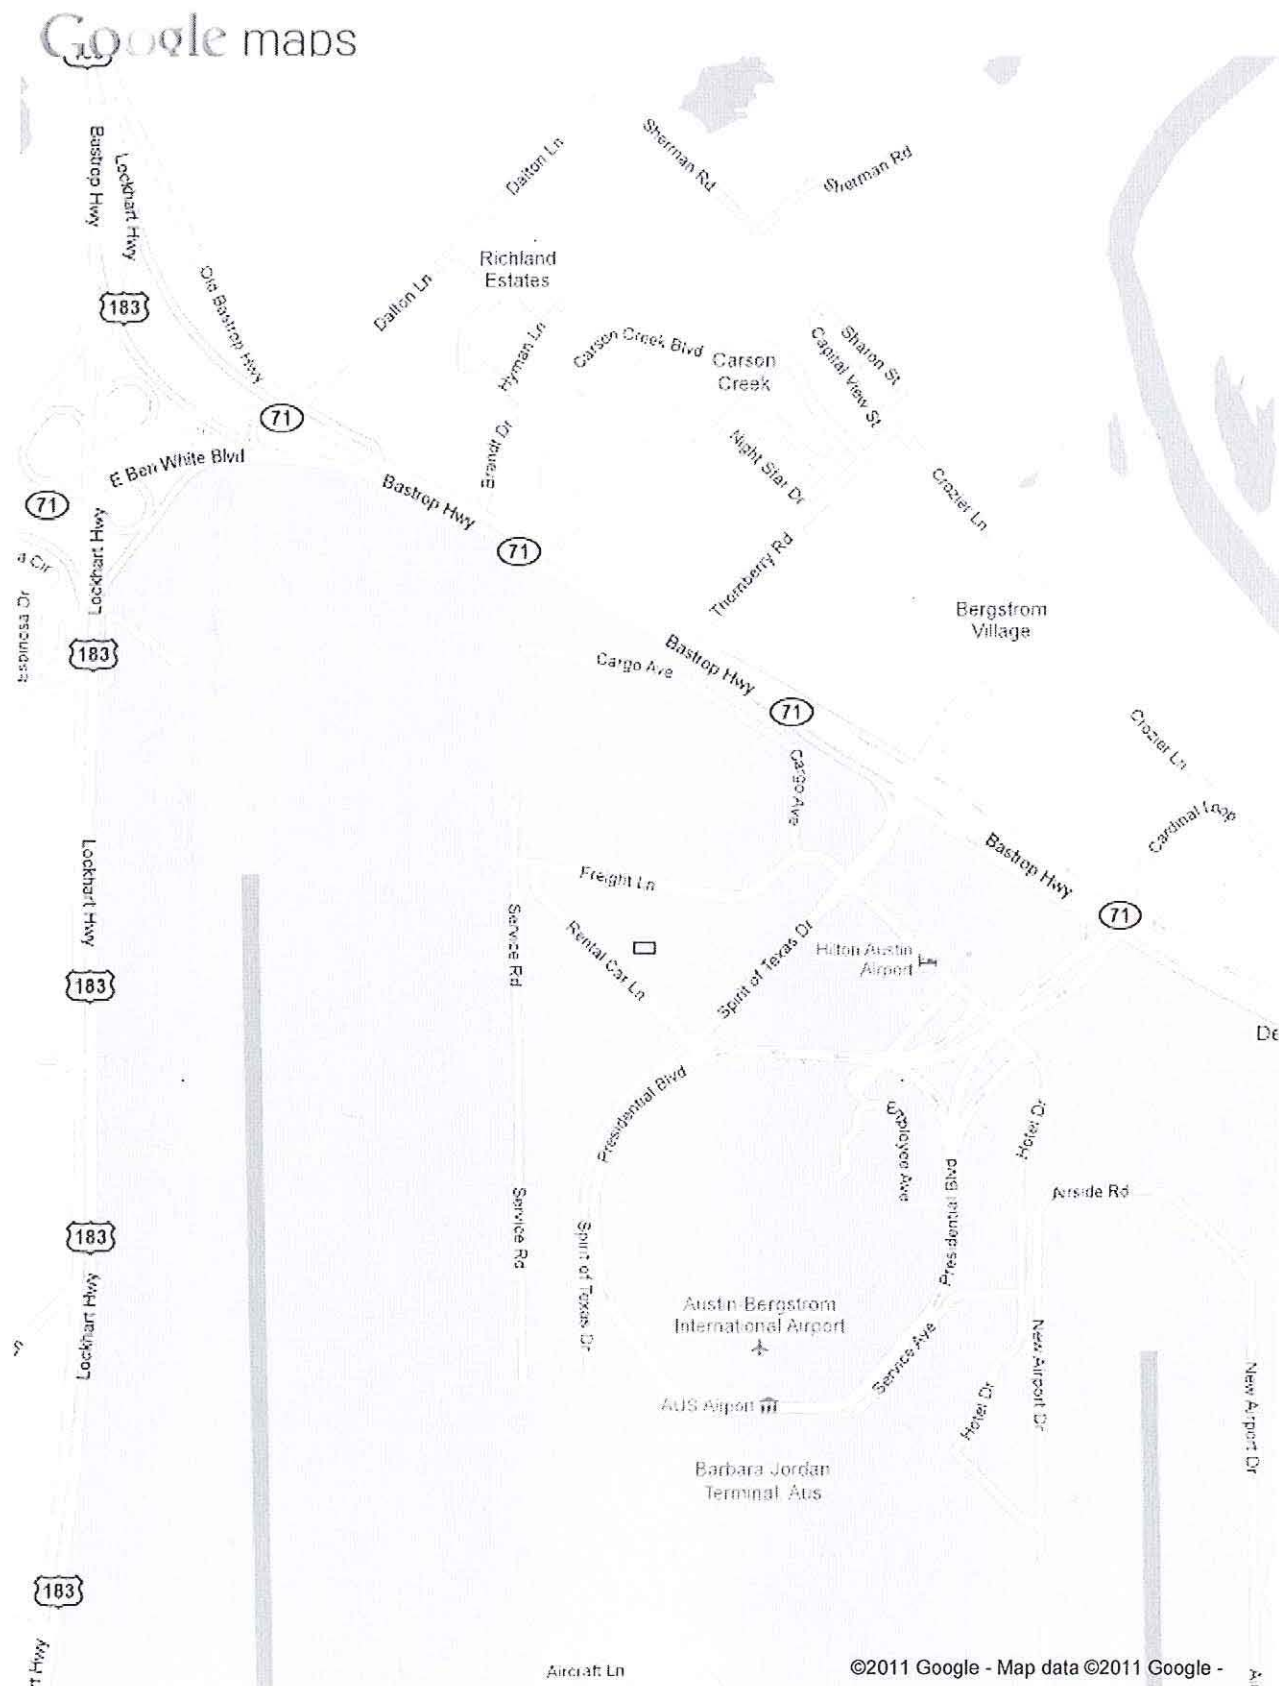 Google maps
Bastrop Hwy
Lockhart Hwy
Dalton Ln
Sherman Rd
Sherman Rd
Richland
Estates
183
Old Bastrop Hwy
Dalton Ln
Hyman Ln
Carson Creek Blvd
Carson
Creek
Sharon St
Capital View St
71
E Ben White Blvd
Brandt Dr
Bastrop Hwy
Night Star Dr
Crozier Ln
71
Lockhart Hwy
71
a Cir
Espinosa Dr
Thornberry Rd
Bergstrom
Village
183
Cargo Ave
Bastrop Hwy
71
Crozier Ln
Cargo Ave
Cardinal Loop
Lockhart Hwy
Bastrop Hwy
Freight Ln
71
Service Rd
Rental Car Ln
Spirit of Texas Dr
Hilton Austin
Airport
183
De
Presidential Blvd
Employee Ave
Hotel Dr
Presidential Blvd
Airside Rd
Service Rd
183
Spirit of Texas Dr
Lockhart Hwy
Austin-Bergstrom
International Airport
Service Ave
New Airport Dr
AUS Airport
Hotel Dr
New Airport Dr
Barbara Jordan
Terminal Aus
183
rt Hwy
Aircraft Ln
©2011 Google - Map data ©2011 Google -